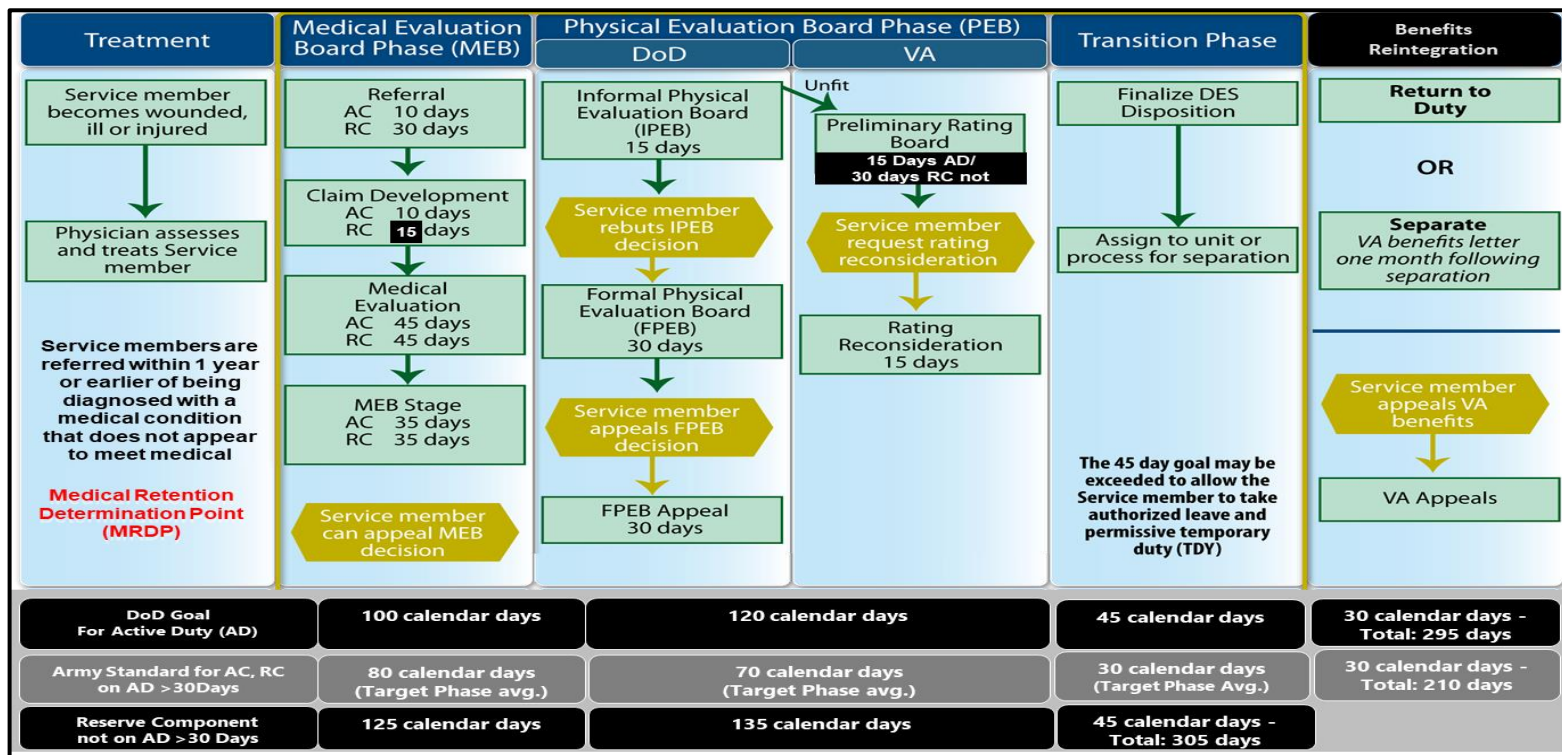 Treatment
Service member
becomes wounded,
ill or injured
Physician assesses
and treats Service
member
Service members are
referred within 1 year
or earlier of being
diagnosed with a
medical condition
that does not appear
to meet medical
Medical Retention
Determination Point
(MRDP)
Medical Evaluation
Board Phase (MEB)
Referral
AC 10 days
RC 30 days
Claim Development
AC 10 days
RC 15 days
Medical
Evaluation
AC 45 days
RC 45 days
MEB Stage
AC 35 days
RC 35 days
Service member
can appeal MEB
decision
Physical Evaluation Board Phase (PEB)
DoD
Informal Physical
Evaluation Board
(IPEB)
15 days
Service member
rebuts IPEB
decision
Formal Physical
Evaluation Board
(FPEB)
30 days
Service member
appeals FPEB
decision
FPEB Appeal
30 days
VA
Unfit
Preliminary Rating
Board
15 Days AD/
30 days RC not
Service member
request rating
reconsideration
Rating
Reconsideration
15 days
Transition Phase
Finalize DES
Disposition
Assign to unit or
process for separation
The 45 day goal may be
exceeded to allow the
Service member to take
authorized leave and
permissive temporary
duty (TDY)
Benefits
Reintegration
Return to
Duty
OR
Separate
VA benefits letter
one month following
separation
Service member
appeals VA
benefits
VA Appeals
DoD Goal
For Active Duty (AD)
100 calendar days
120 calendar days
45 calendar days
30 calendar days -
Total: 295 days
Army Standard for AC, RC
on AD >30Days
80 calendar days
(Target Phase avg.)
70 calendar days
(Target Phase avg.)
30 calendar days
(Target Phase Avg.)
30 calendar days -
Total: 210 days
Reserve Component
not on AD >30 Days
125 calendar days
135 calendar days
45 calendar days -
Total: 305 days